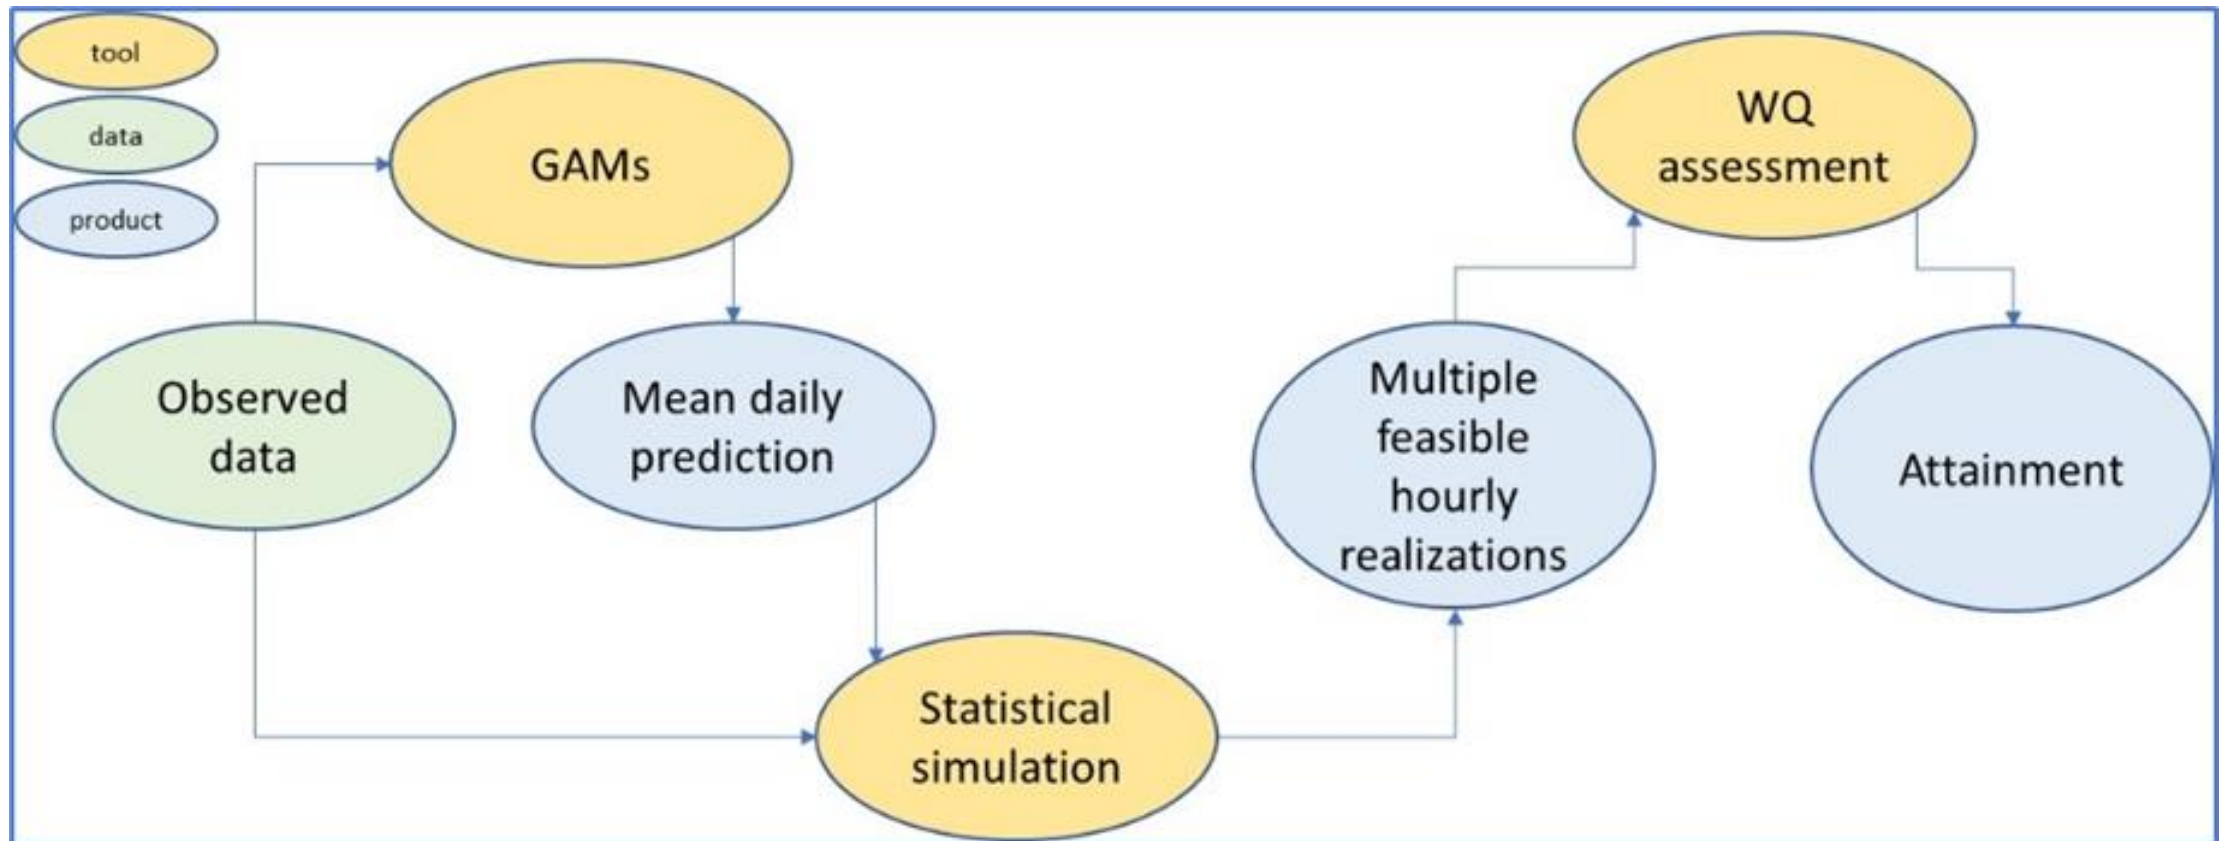 tool
data
product
GAMs
WQ
assessment
Observed
data
Mean daily
prediction
Multiple
feasible
hourly
realizations
Attainment
Statistical
simulation